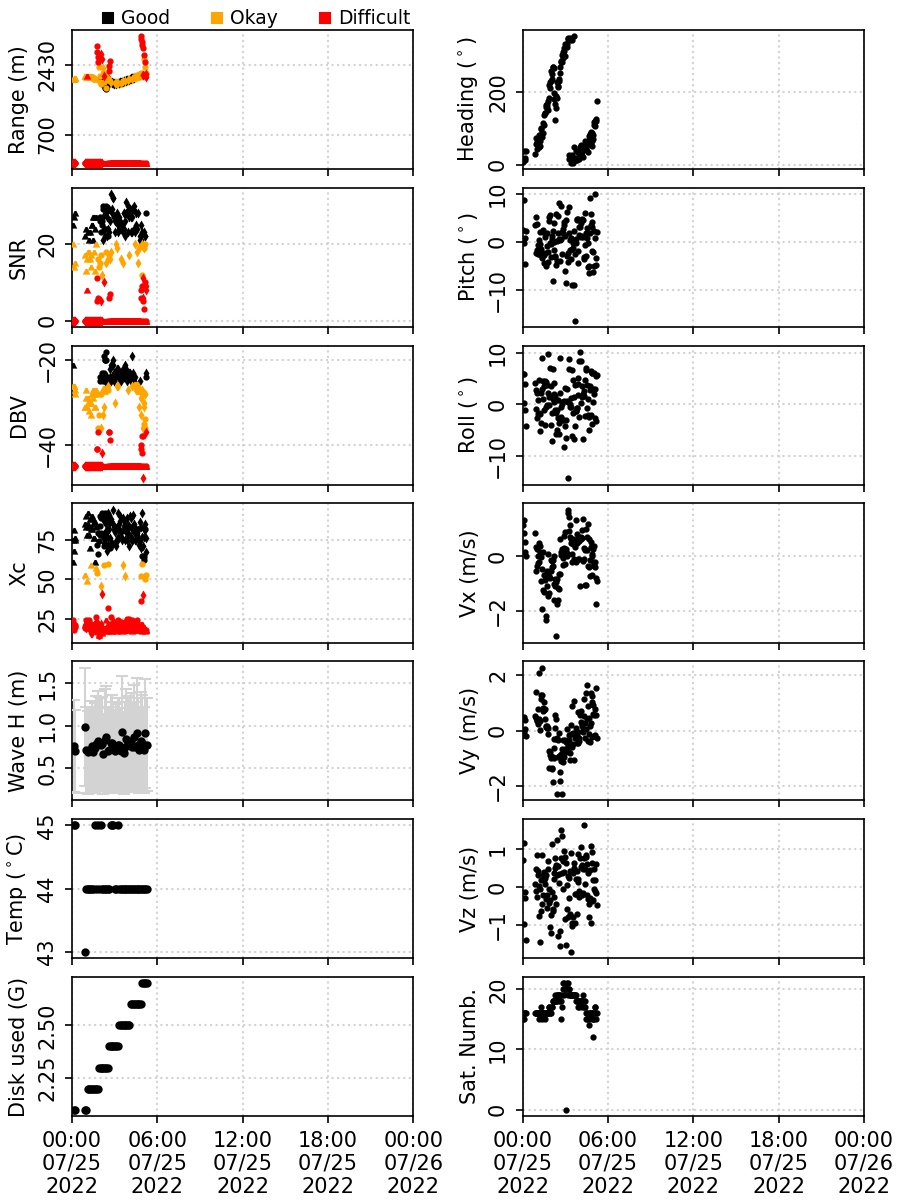 Good Okay Difficult
Range (m)
2430
700
Heading (°)
200
0
SNR
20
0
Pitch (°)
10
0
−10
DBV
−20
−40
Roll (°)
10
0
−10
Xc
75
50
25
Vx (m/s)
0
−2
Wave H (m)
1.5
1.0
0.5
Vy (m/s)
2
0
−2
Temp (°C)
45
44
43
Vz (m/s)
1
0
−1
Disk used (G)
2.50
2.25
Sat. Numb.
20
10
0
00:00 06:00 12:00 18:00 00:00
07/25 07/25 07/25 07/25 07/26
2022 2022 2022 2022 2022
00:00 06:00 12:00 18:00 00:00
07/25 07/25 07/25 07/25 07/26
2022 2022 2022 2022 2022